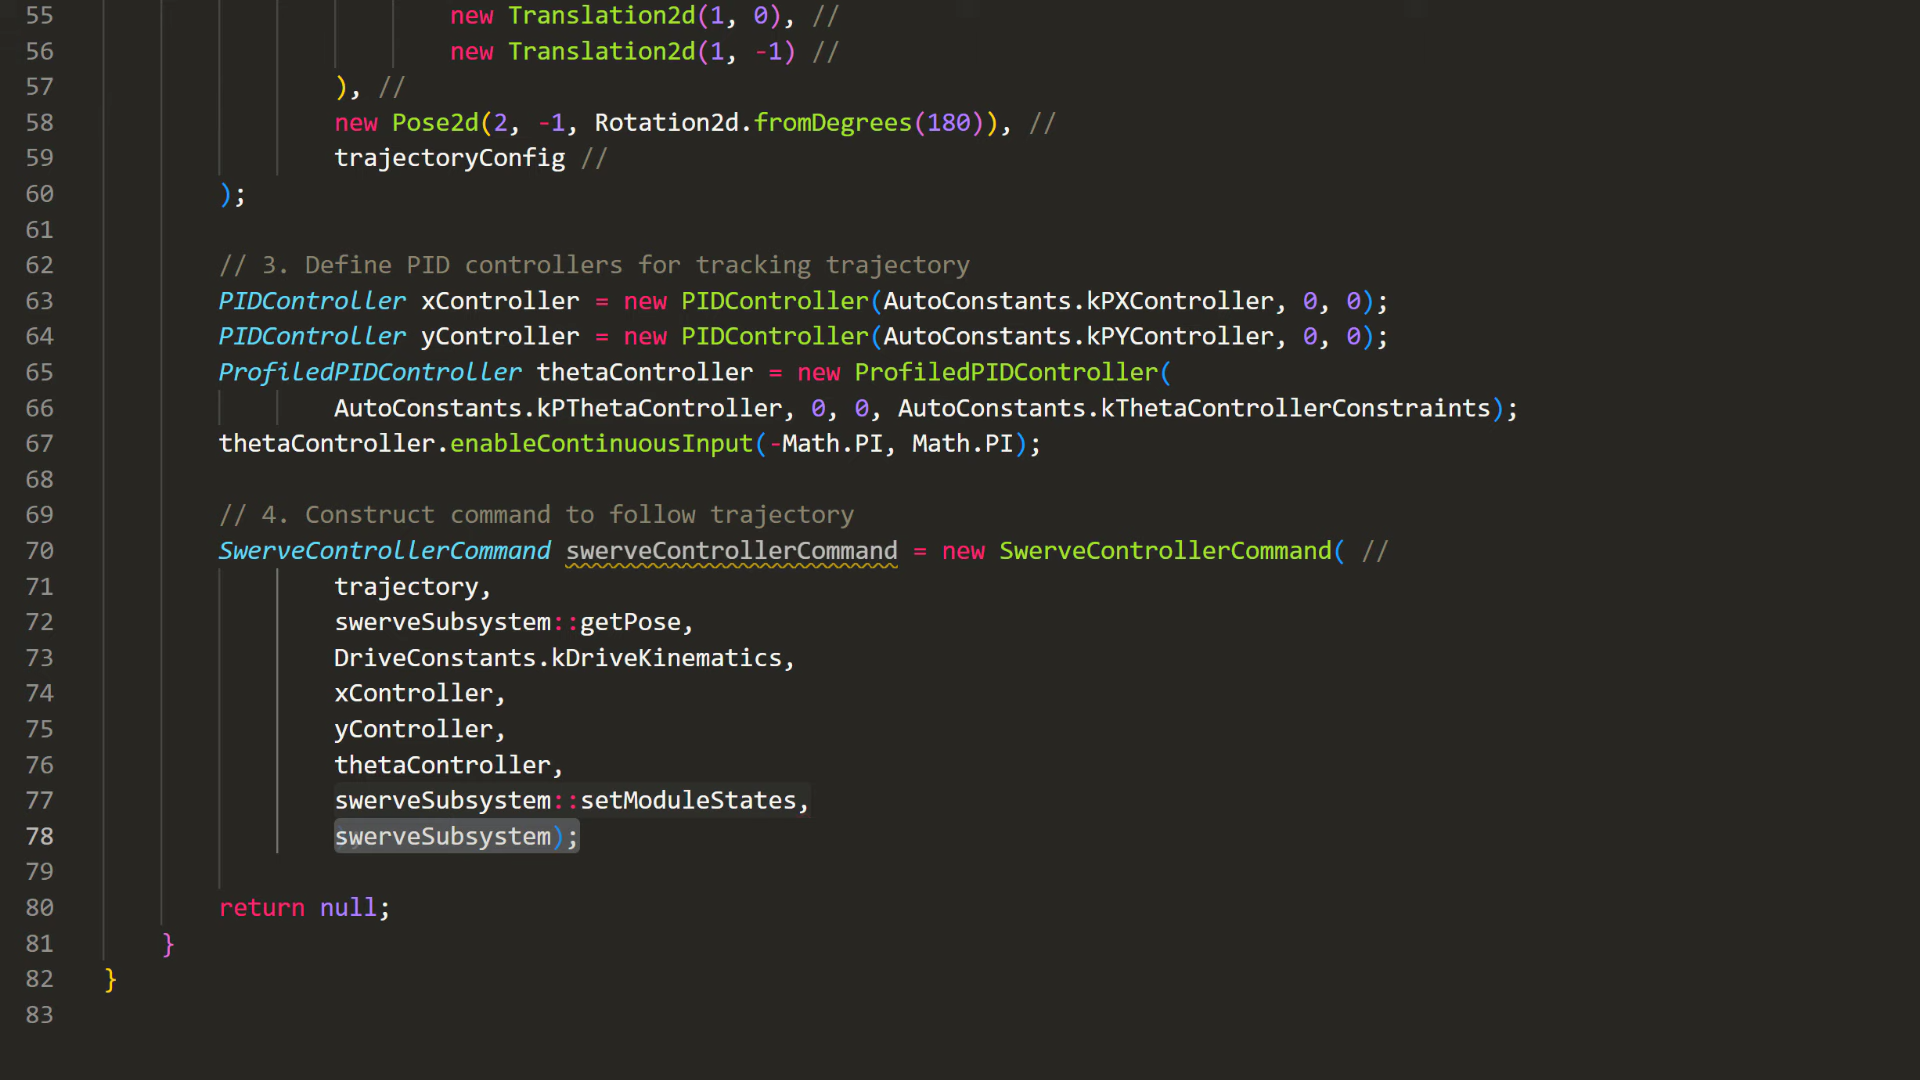 55 new Translation2d(1, 0), //
56 new Translation2d(1, -1) //
57 ), //
58 new Pose2d(2, -1, Rotation2d.fromDegrees(180)), //
59 trajectoryConfig //
60 );
61
62 // 3. Define PID controllers for tracking trajectory
63 PIDController xController = new PIDController(AutoConstants.kPXController, 0, 0);
64 PIDController yController = new PIDController(AutoConstants.kPYController, 0, 0);
65 ProfiledPIDController thetaController = new ProfiledPIDController(
66 AutoConstants.kPThetaController, 0, 0, AutoConstants.kThetaControllerConstraints);
67 thetaController.enableContinuousInput(-Math.PI, Math.PI);
68
69 // 4. Construct command to follow trajectory
70 SwerveControllerCommand swerveControllerCommand = new SwerveControllerCommand( //
71 trajectory,
72 swerveSubsystem::getPose,
73 DriveConstants.kDriveKinematics,
74 xController,
75 yController,
76 thetaController,
77 swerveSubsystem::setModuleStates,
78 swerveSubsystem);
79
80 return null;
81 }
82 }
83